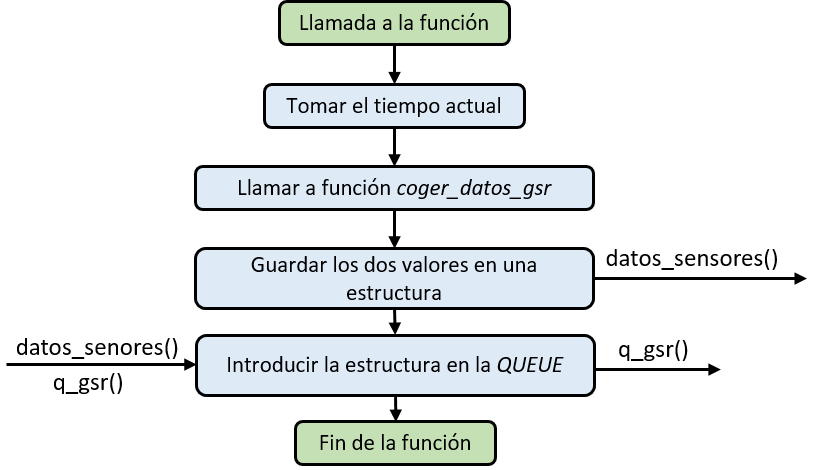 Llamada a la función
Tomar el tiempo actual
Llamar a función coger_datos_gsr
Guardar los dos valores en una
estructura
datos_sensores()
datos_senores()
q_gsr()
Introducir la estructura en la QUEUE
q_gsr()
Fin de la función